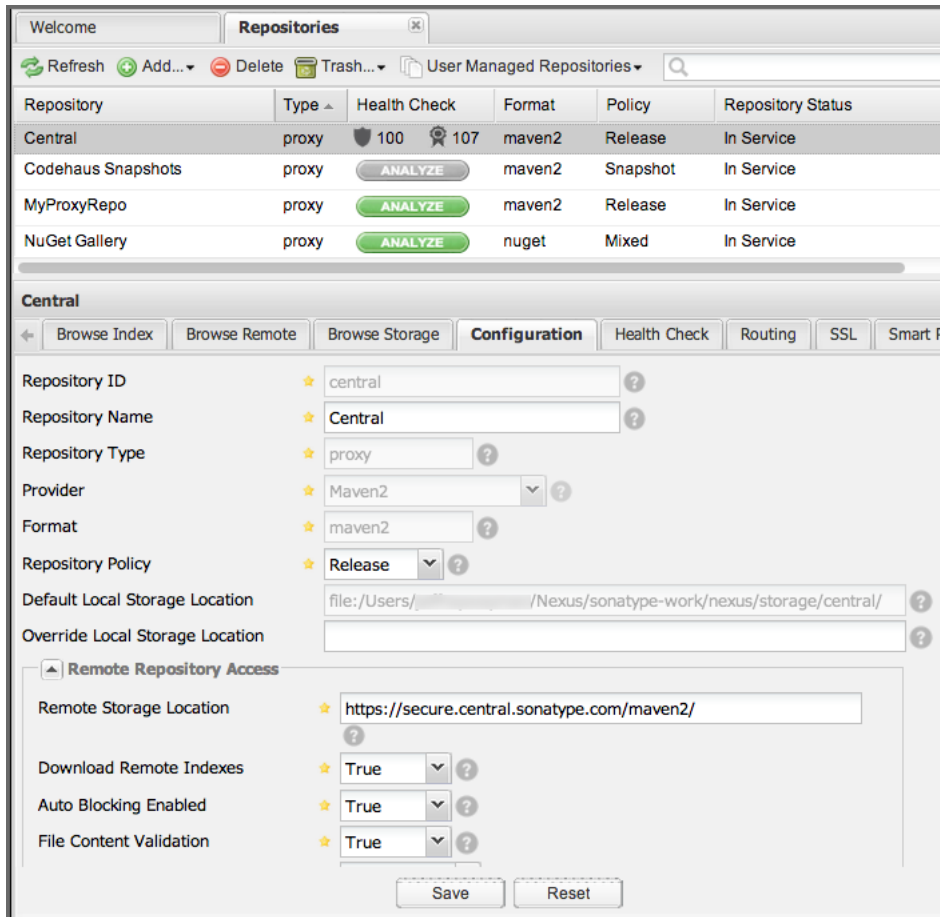 Welcome Repositories
Refresh Add... Delete Trash... User Managed Repositories
Repository Type Health Check Format Policy Repository Status
Central proxy 100 107 maven2 Release In Service
Codehaus Snapshots proxy ANALYZE maven2 Snapshot In Service
MyProxyRepo proxy ANALYZE maven2 Release In Service
NuGet Gallery proxy ANALYZE nuget Mixed In Service
Central
Browse Index Browse Remote Browse Storage Configuration Health Check Routing SSL Smart
Repository ID central ?
Repository Name Central ?
Repository Type proxy ?
Provider Maven2 ?
Format maven2 ?
Repository Policy Release ?
Default Local Storage Location file:/Users/ /Nexus/sonatype-work/nexus/storage/central/ ?
Override Local Storage Location ?
Remote Repository Access
Remote Storage Location https://secure.central.sonatype.com/maven2/
?
Download Remote Indexes True ?
Auto Blocking Enabled True ?
File Content Validation True ?
Save Reset